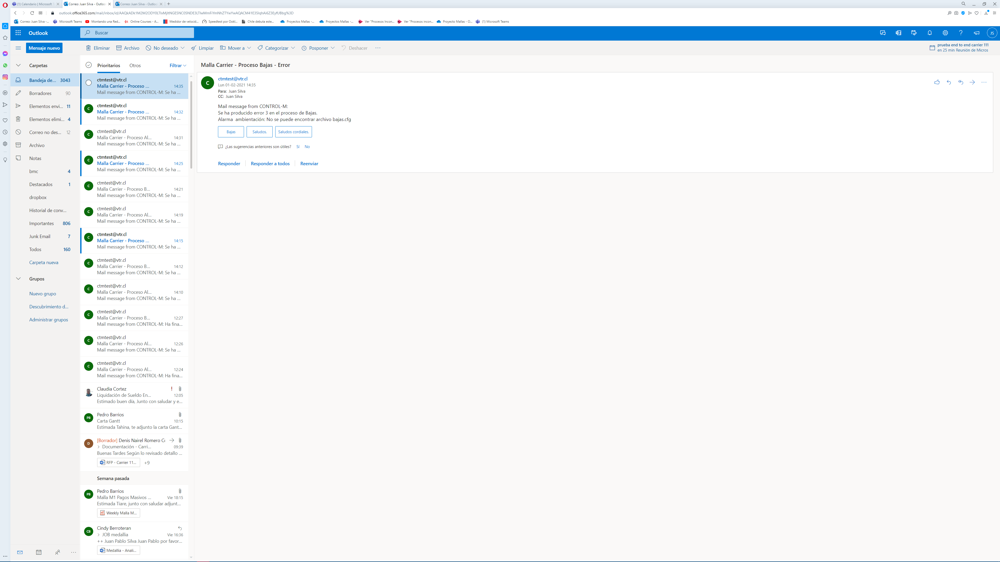 (1) Calendario | Microsoft T
Correo: Juan Silva - Outloo
Correo: Juan Silva - Outloo
outlook.office365.com/mail/inbox/id/
Correo: Juan Silva -...
Microsoft Teams
Montando una Red...
Online Courses - A...
Medidor de velocid...
Speedtest por Ookl...
Chile debuta este...
Proyectos Mallas -...
Proyectos Mallas -...
Ver "Procesos Incon...
Ver "Procesos incon...
Proyecto Mallas - O...
(1) Microsoft Teams
Outlook
Buscar
JS
Mensaje nuevo
Eliminar
Archivo
No deseado
Limpiar
Mover a
Categorizar
Posponer
Deshacer
prueba end to end carrier 111
en 25 min Reunión de Micros
Carpetas
Bandeja de... 3043
Borradores 90
Elementos envi... 11
Elementos elimi... 4
Correo no des... 12
Archivo
Notas
bmc 4
Destacados 1
dropbox
Historial de conv...
Importantes 806
Junk Email 7
Todos 160
Carpeta nueva
Grupos
Nuevo grupo
Descubrimiento d...
Administrar grupos
Prioritarios
Otros
Filtrar
ctmtest@vtr.cl
Malla Carrier - Proceso ... 14:35
Mail message from CONTROL-M: Se ha ...
C
ctmtest@vtr.cl
Malla Carrier - Proceso ... 14:32
Mail message from CONTROL-M: Se ha ...
C
ctmtest@vtr.cl
Malla Carrier - Proceso Al... 14:31
Mail message from CONTROL-M: Se ha ...
C
ctmtest@vtr.cl
Malla Carrier - Proceso ... 14:25
Mail message from CONTROL-M: Se ha ...
C
ctmtest@vtr.cl
Malla Carrier - Proceso B... 14:21
Mail message from CONTROL-M: Se ha ...
C
ctmtest@vtr.cl
Malla Carrier - Proceso Al... 14:19
Mail message from CONTROL-M: Se ha ...
C
ctmtest@vtr.cl
Malla Carrier - Proceso ... 14:15
Mail message from CONTROL-M: Se ha ...
C
ctmtest@vtr.cl
Malla Carrier - Proceso B... 14:12
Mail message from CONTROL-M: Se ha ...
C
ctmtest@vtr.cl
Malla Carrier - Proceso Al... 14:10
Mail message from CONTROL-M: Se ha ...
C
ctmtest@vtr.cl
Malla Carrier - Proceso B... 12:27
Mail message from CONTROL-M: Ha fina...
C
ctmtest@vtr.cl
Malla Carrier - Proceso Al... 12:26
Mail message from CONTROL-M: Se ha ...
C
ctmtest@vtr.cl
Malla Carrier - Proceso Al... 12:24
Mail message from CONTROL-M: Ha fina...
Claudia Cortez
Liquidación de Sueldo En... 12:05
Estimado buen día, Junto con saludar y e...
PB
Pedro Barrios
Carta Gantt 10:15
Estimada Tahina, te adjunto la carta Gant...
D
[Borrador] Denis Nairel Romero Co
Documentación - Carri... 09:39
Buenas Tardes Según lo revisado detallo ...
RFP - Carrier 11... +9
Semana pasada
PB
Pedro Barrios
Malla M1 Pagos Masivos ... Vie 18:15
Estimada Tiare, junto con saludar adjunt...
Weekly Malla M...
CB
Cindy Berroteran
JOB medallia Vie 16:36
++ Juan Pablo Silva Juan Pablo por favor...
Medallia - Anali...
Malla Carrier - Proceso Bajas - Error
C
ctmtest@vtr.cl
Lun 01-02-2021 14:35
Para: Juan Silva
CC: Juan Silva
Mail message from CONTROL-M:
Se ha producido error 3 en el proceso de Bajas.
Alarma  ambientación: No se puede encontrar archivo bajas.cfg
Bajas
Saludos.
Saludos cordiales.
¿Las sugerencias anteriores son útiles? Sí No
Responder
Responder a todos
Reenviar